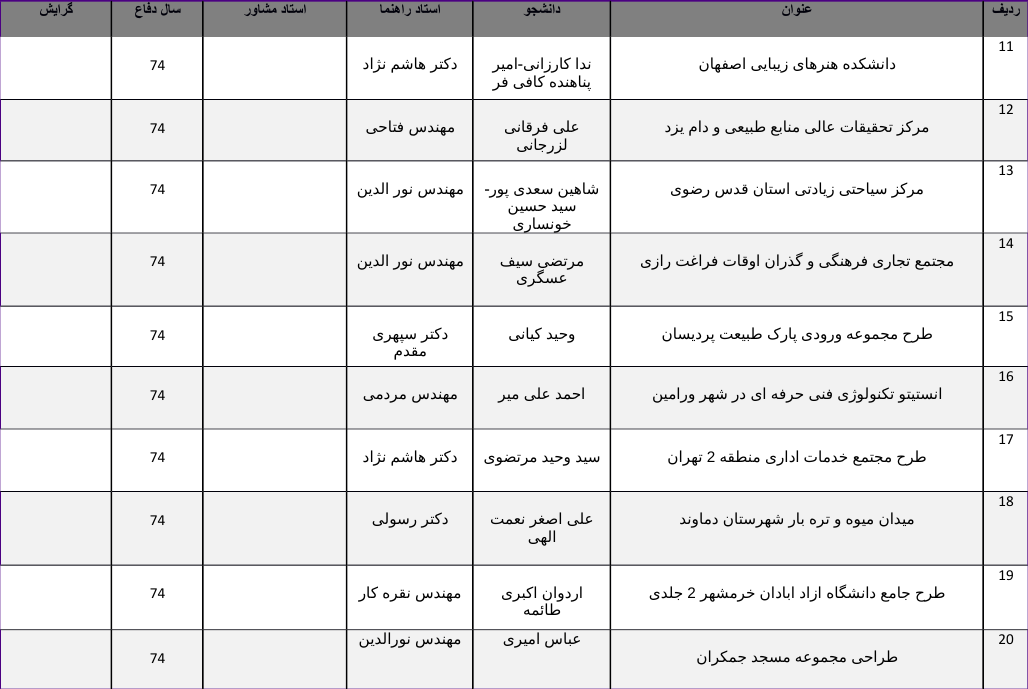 ردیف عنوان دانشجو استاد راهنما استاد مشاور سال دفاع گرایش
11 دانشکده هنرهای زیبایی اصفهان ندا کارزانی-امیر پناهنده کافی فر دکتر هاشم نژاد 74
12 مرکز تحقیقات عالی منابع طبیعی و دام یزد علی فرقانی لزرجانی مهندس فتاحی 74
13 مرکز سیاحتی زیادتی استان قدس رضوی شاهین سعدی پور-سید حسین خونساری مهندس نور الدین 74
14 مجتمع تجاری فرهنگی و گذران اوقات فراغت رازی مرتضی سیف عسگری مهندس نور الدین 74
15 طرح مجموعه ورودی پارک طبیعت پردیسان وحید کیانی دکتر سپهری مقدم 74
16 انستیتو تکنولوژی فنی حرفه ای در شهر ورامین احمد علی میر مهندس مردمی 74
17 طرح مجتمع خدمات اداری منطقه 2 تهران سید وحید مرتضوی دکتر هاشم نژاد 74
18 میدان میوه و تره بار شهرستان دماوند علی اصغر نعمت الهی دکتر رسولی 74
19 طرح جامع دانشگاه ازاد ابادان خرمشهر 2 جلدی اردوان اکبری طائمه مهندس نقره کار 74
20 طراحی مجموعه مسجد جمکران عباس امیری مهندس نورالدین 74